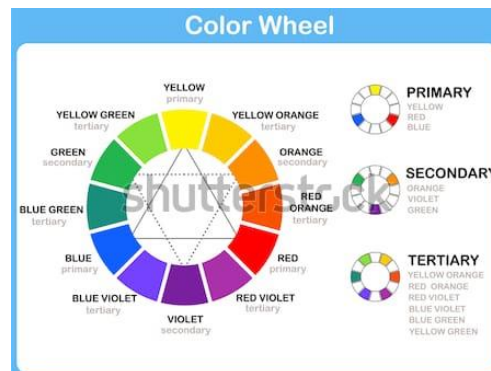 Color Wheel
YELLOW
primary
YELLOW GREEN
tertiary
YELLOW ORANGE
tertiary
GREEN
secondary
ORANGE
secondary
BLUE GREEN
tertiary
RED
ORANGE
tertiary
BLUE
primary
RED
primary
BLUE VIOLET
tertiary
RED VIOLET
tertiary
VIOLET
secondary
shutterstock
PRIMARY
YELLOW
RED
BLUE
SECONDARY
ORANGE
VIOLET
GREEN
TERTIARY
YELLOW ORANGE
RED ORANGE
RED VIOLET
BLUE VIOLET
BLUE GREEN
YELLOW GREEN